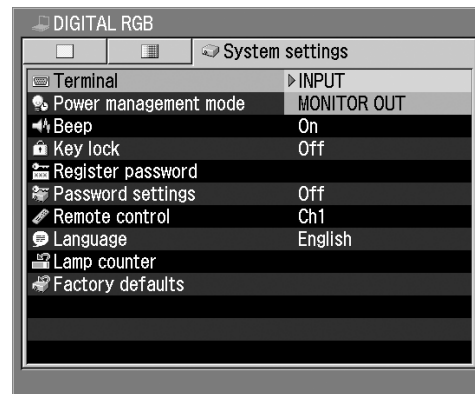 DIGITAL RGB
System settings
Terminal INPUT
Power management mode MONITOR OUT
Beep On
Key lock Off
Register password
Password settings Off
Remote control Ch1
Language English
Lamp counter
Factory defaults